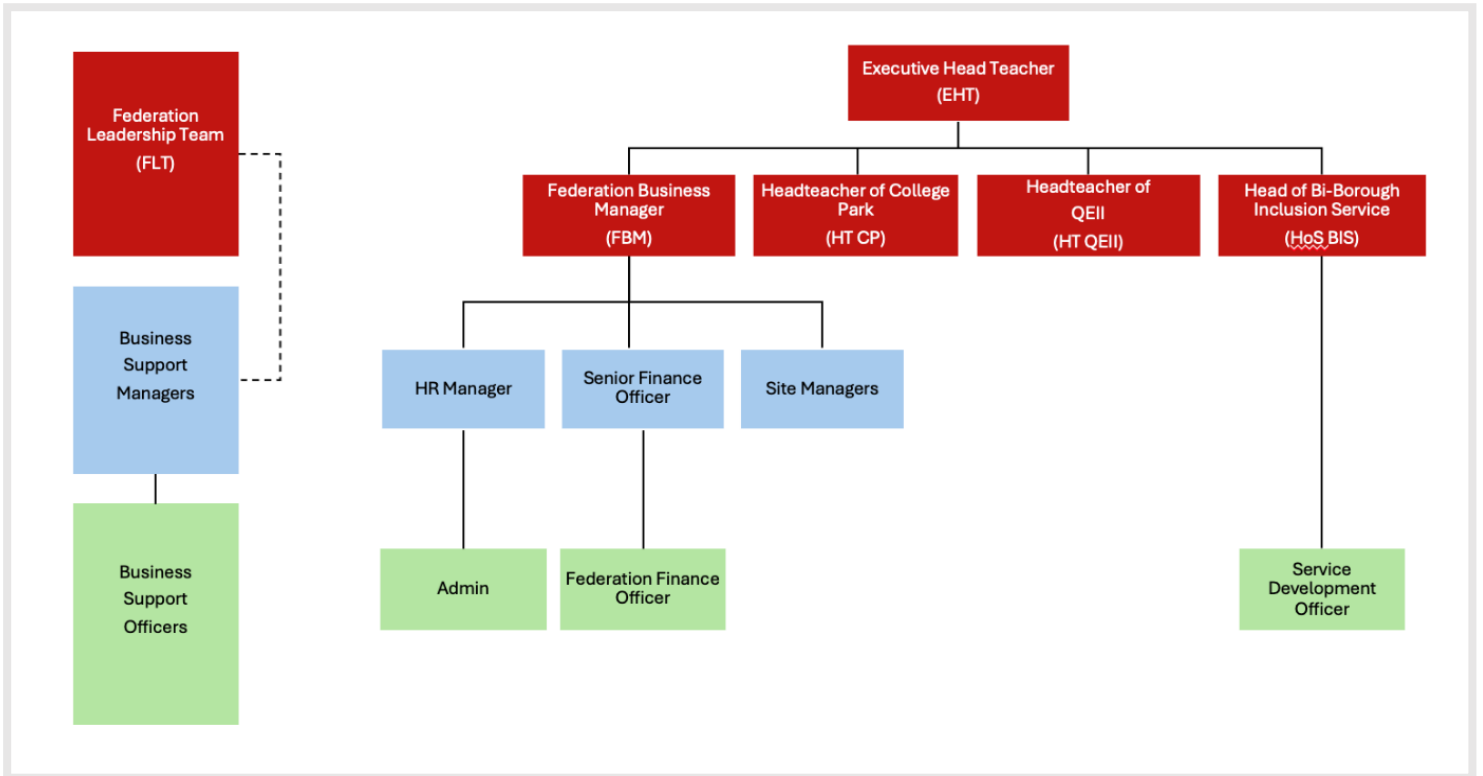 Federation
Leadership Team
(FLT)
Business
Support
Managers
Business
Support
Officers
Executive Head Teacher
(EHT)
Federation Business
Manager
(FBM)
Headteacher of College
Park
(HT CP)
Headteacher of
QEII
(HT QEII)
Head of Bi-Borough
Inclusion Service
(HoS BIS)
HR Manager
Senior Finance
Officer
Site Managers
Admin
Federation Finance
Officer
Service
Development
Officer